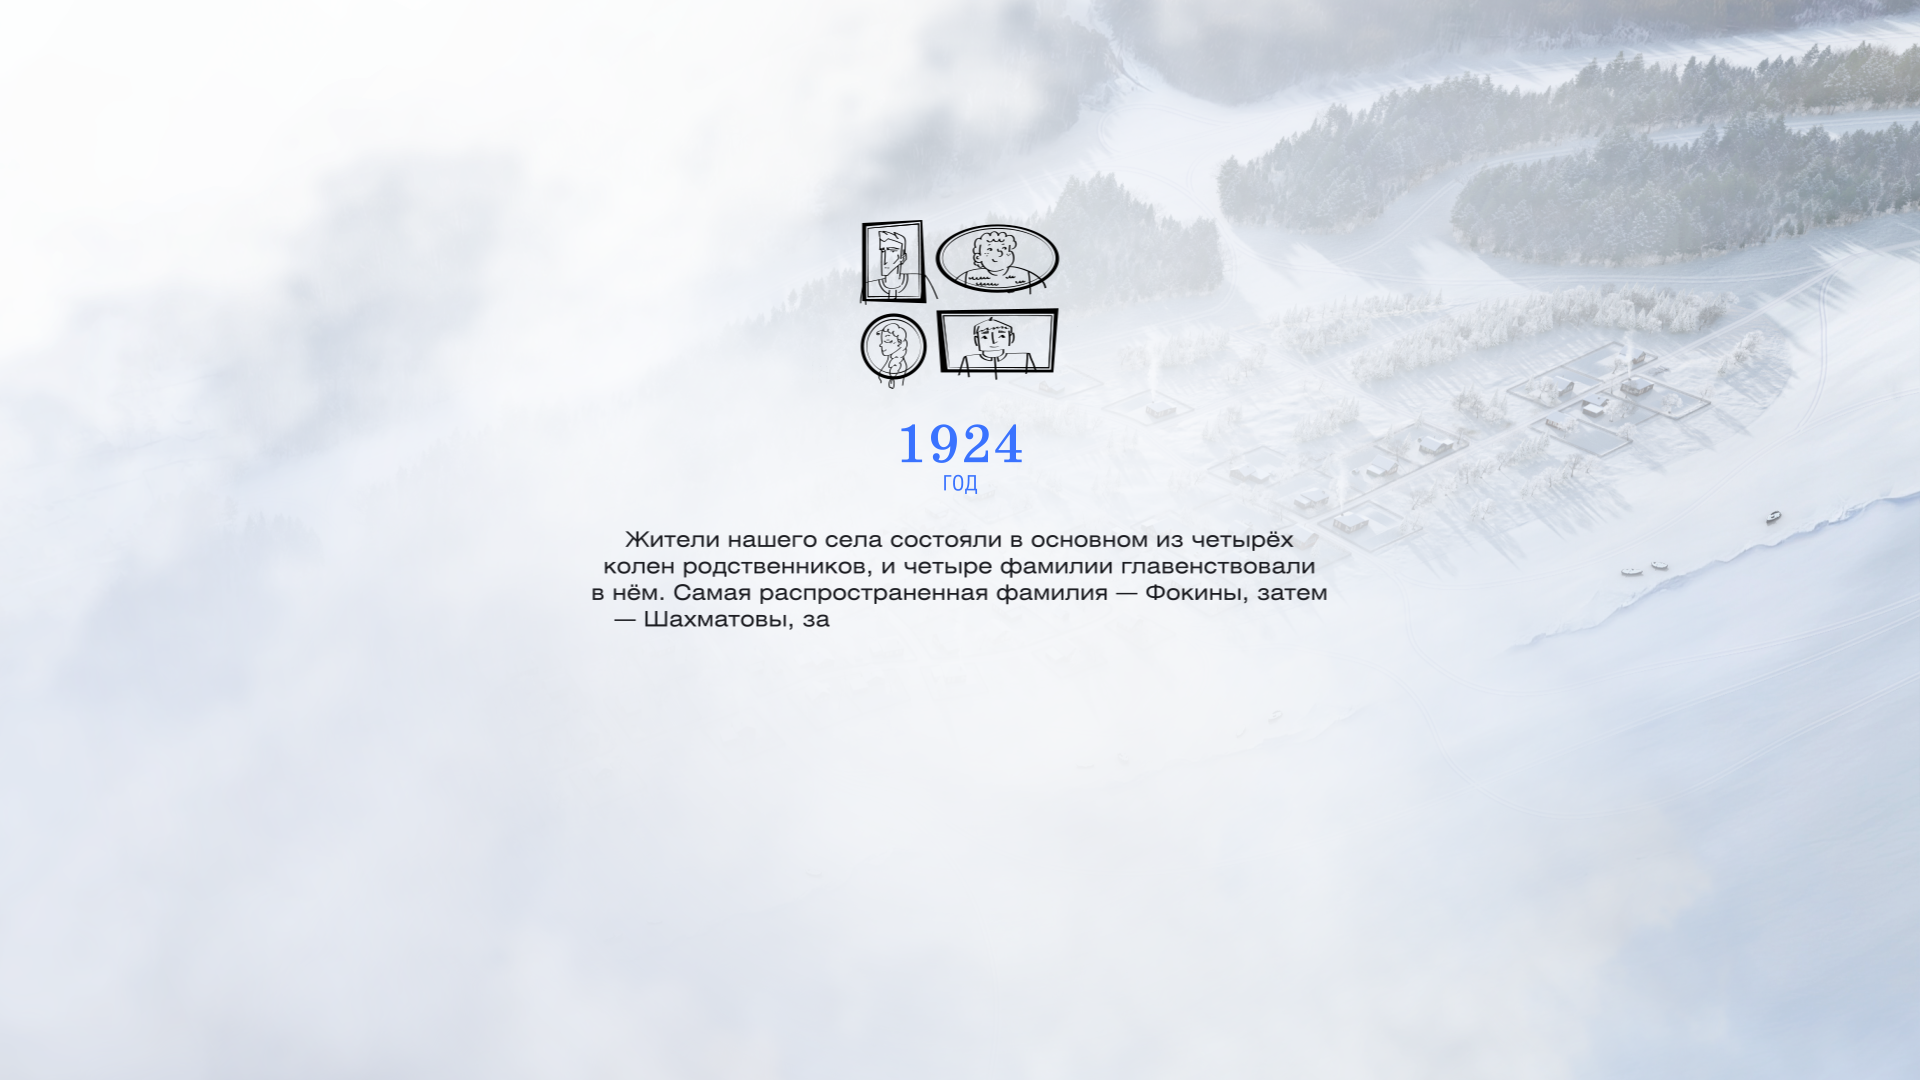 1924
ГОД
Жители нашего села состояли в основном из четырёх
колен родственников, и четыре фамилии главенствовали
в нём. Самая распространенная фамилия — Фокины, затем
— Шахматовы, за